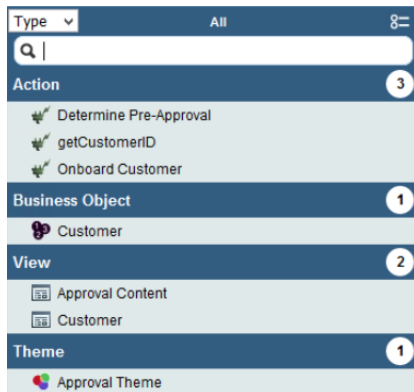 Type All
Action 3
Determine Pre-Approval
getCustomerID
Onboard Customer
Business Object 1
Customer
View 2
Approval Content
Customer
Theme 1
Approval Theme